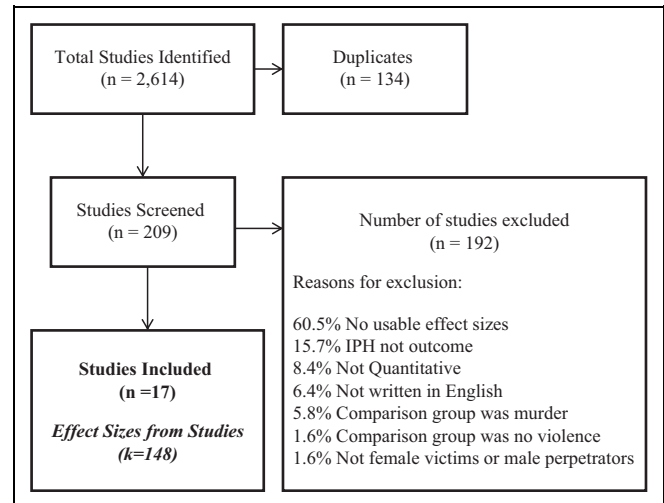 Total Studies Identified
(n = 2,614)
Duplicates
(n = 134)
Studies Screened
(n = 209)
Number of studies excluded
(n = 192)
Reasons for exclusion:
60.5% No usable effect sizes
15.7% IPH not outcome
8.4% Not Quantitative
6.4% Not written in English
5.8% Comparison group was murder
1.6% Comparison group was no violence
1.6% Not female victims or male perpetrators
Studies Included
(n =17)
Effect Sizes from Studies
(k=148)